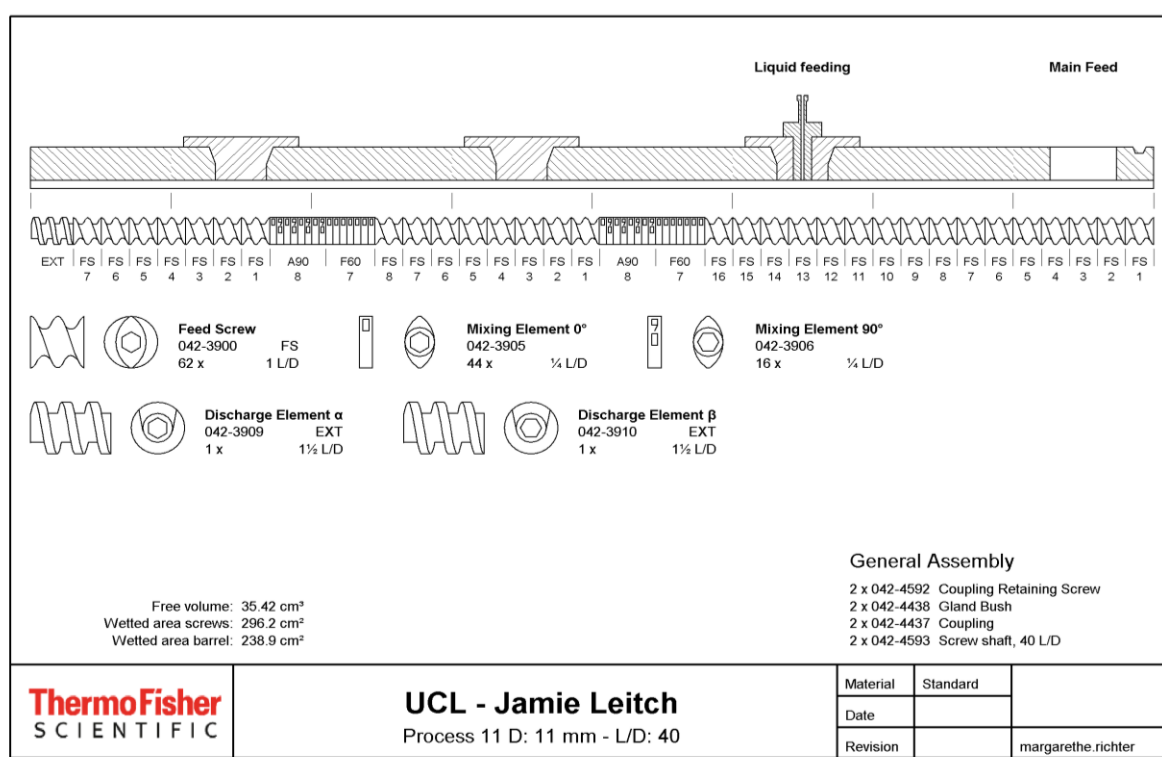 Liquid feeding Main Feed
EXT FS FS FS FS FS FS FS A90 F60 FS FS FS FS FS FS FS FS A90 F60 FS FS FS FS FS FS FS FS FS FS FS FS FS FS FS FS
7 6 5 4 3 2 1 8 7 8 7 6 5 4 3 2 1 8 7 16 15 14 13 12 11 10 9 8 7 6 5 4 3 2 1
Feed Screw
042-3900 FS
62 x 1 L/D
Mixing Element 0°
042-3905
44 x ¼ L/D
Mixing Element 90°
042-3906
16 x ¼ L/D
Discharge Element α
042-3909 EXT
1 x 1½ L/D
Discharge Element β
042-3910 EXT
1 x 1½ L/D
Free volume: 35.42 cm³
Wetted area screws: 296.2 cm²
Wetted area barrel: 238.9 cm²
General Assembly
2 x 042-4592 Coupling Retaining Screw
2 x 042-4438 Gland Bush
2 x 042-4437 Coupling
2 x 042-4593 Screw shaft, 40 L/D
ThermoFisher
SCIENTIFIC
UCL - Jamie Leitch
Process 11 D: 11 mm - L/D: 40
Material Standard
Date
Revision margarethe.richter